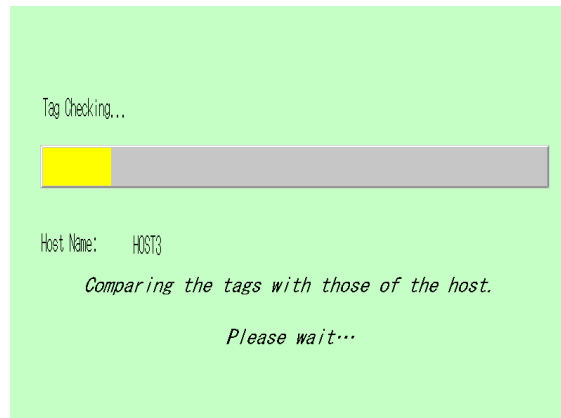 Tag Checking...
Host Name: HOST3
Comparing the tags with those of the host.
Please wait…